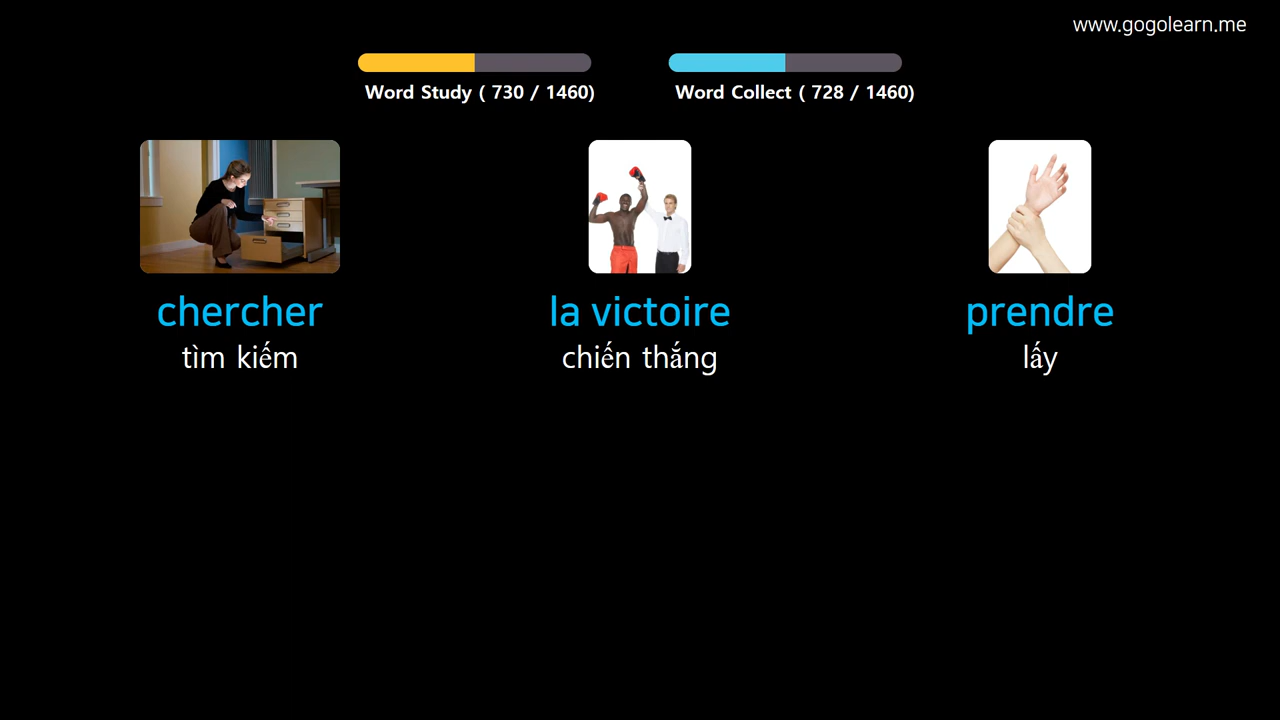 www.gogolearn.me
Word Study ( 730 / 1460)
Word Collect ( 728 / 1460)
chercher
tìm kiếm
la victoire
chiến thắng
prendre
lấy